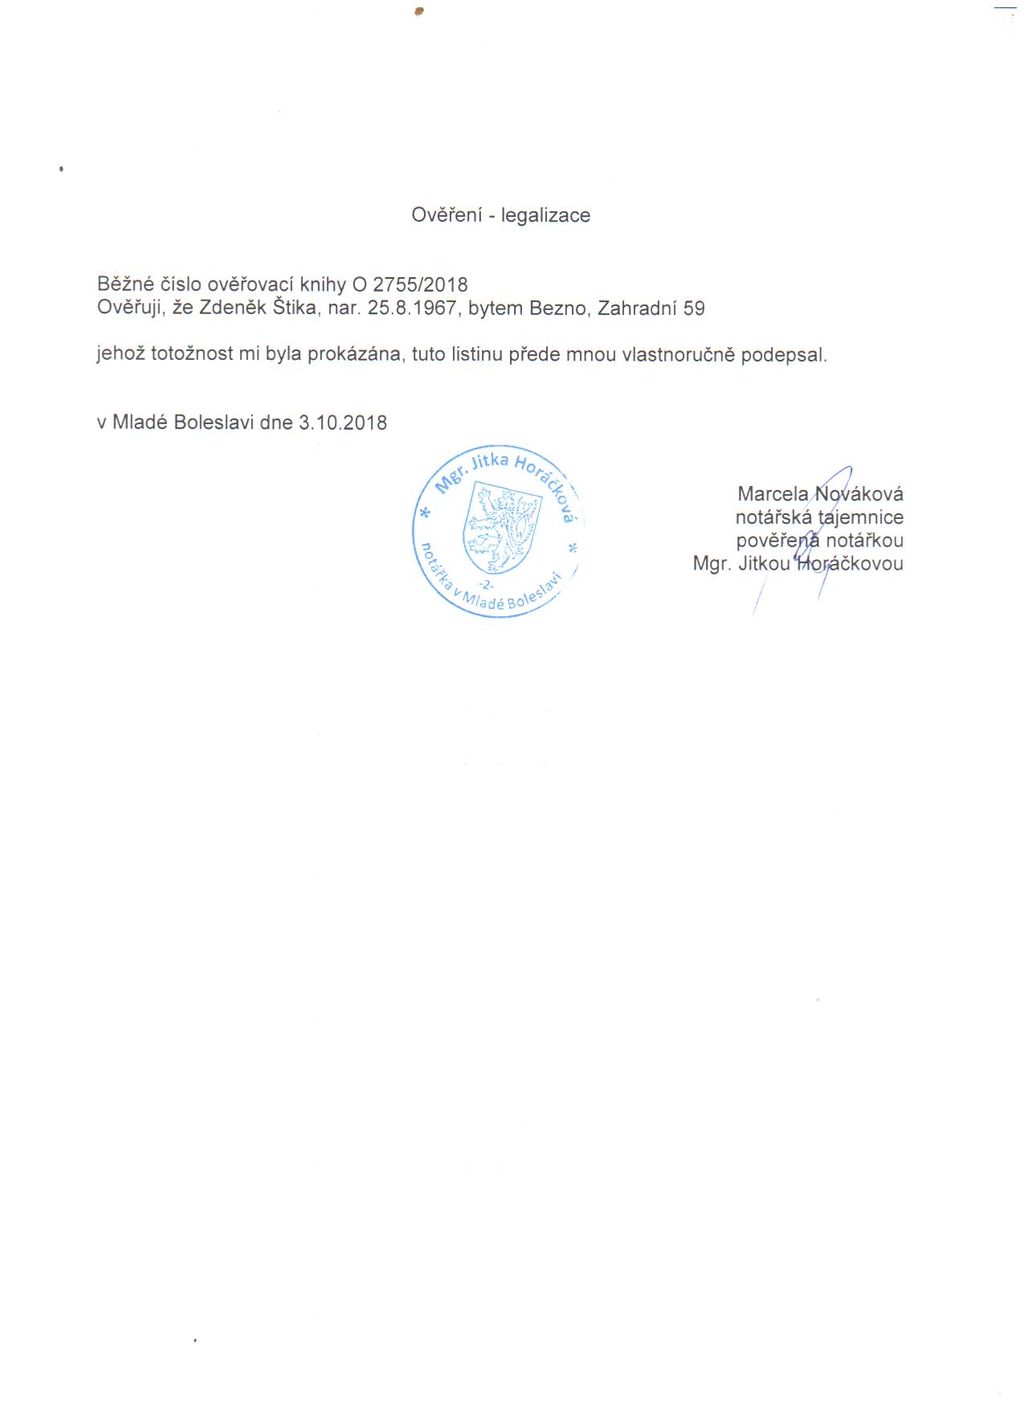 Ověření - legalizace
Běžné číslo ověřovací knihy O 2755/2018
Ověřuji, že Zdeněk Štika, nar. 25.8.1967, bytem Bezno, Zahradní 59
jehož totožnost mi byla prokázána, tuto listinu přede mnou vlastnoručně podepsal.
v Mladé Boleslavi dne 3.10.2018
* Mgr. Jitka Horáčková *
notářka v Mladé Boleslavi
-2-
Marcela Nováková
notářská tajemnice
pověřená notářkou
Mgr. Jitkou Horáčkovou